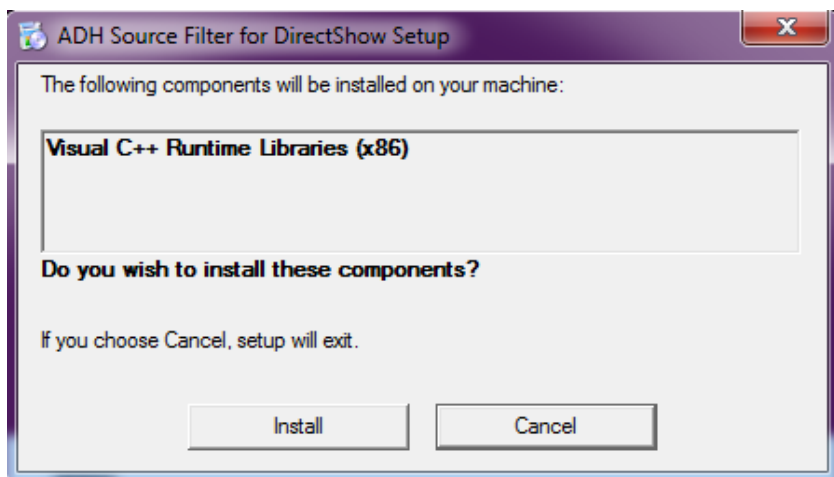 ADH Source Filter for DirectShow Setup
The following components will be installed on your machine:
Visual C++ Runtime Libraries (x86)
Do you wish to install these components?
If you choose Cancel, setup will exit.
Install
Cancel